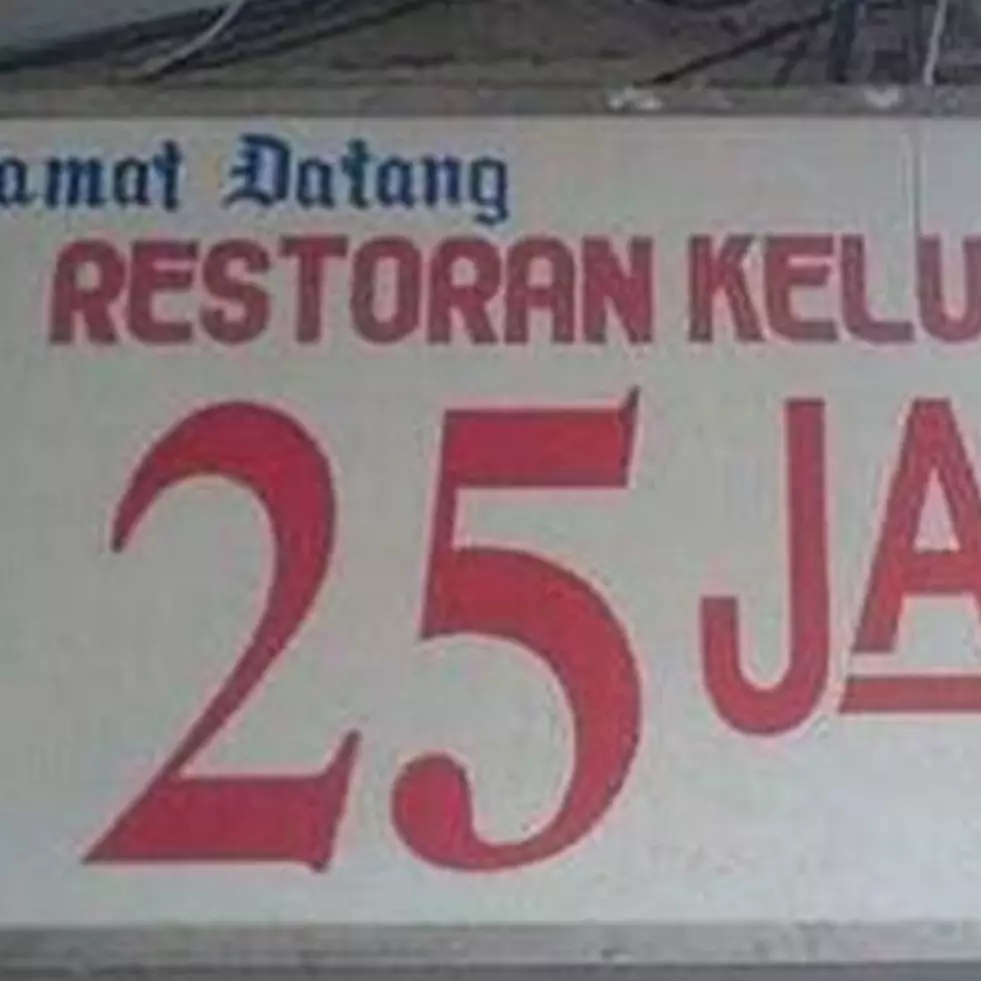 amat Datang
RESTORAN KELU
25 JA